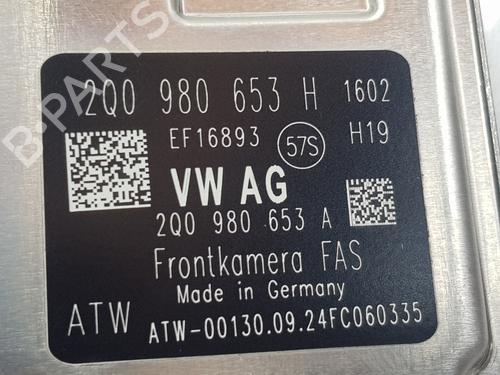 2Q0 980 653 H 1602
EF16893 57S H19
VW AG
2Q0 980 653 A
Frontkamera FAS
Made in Germany
ATW ATW-00130.09.24FC060335
B-PARTS